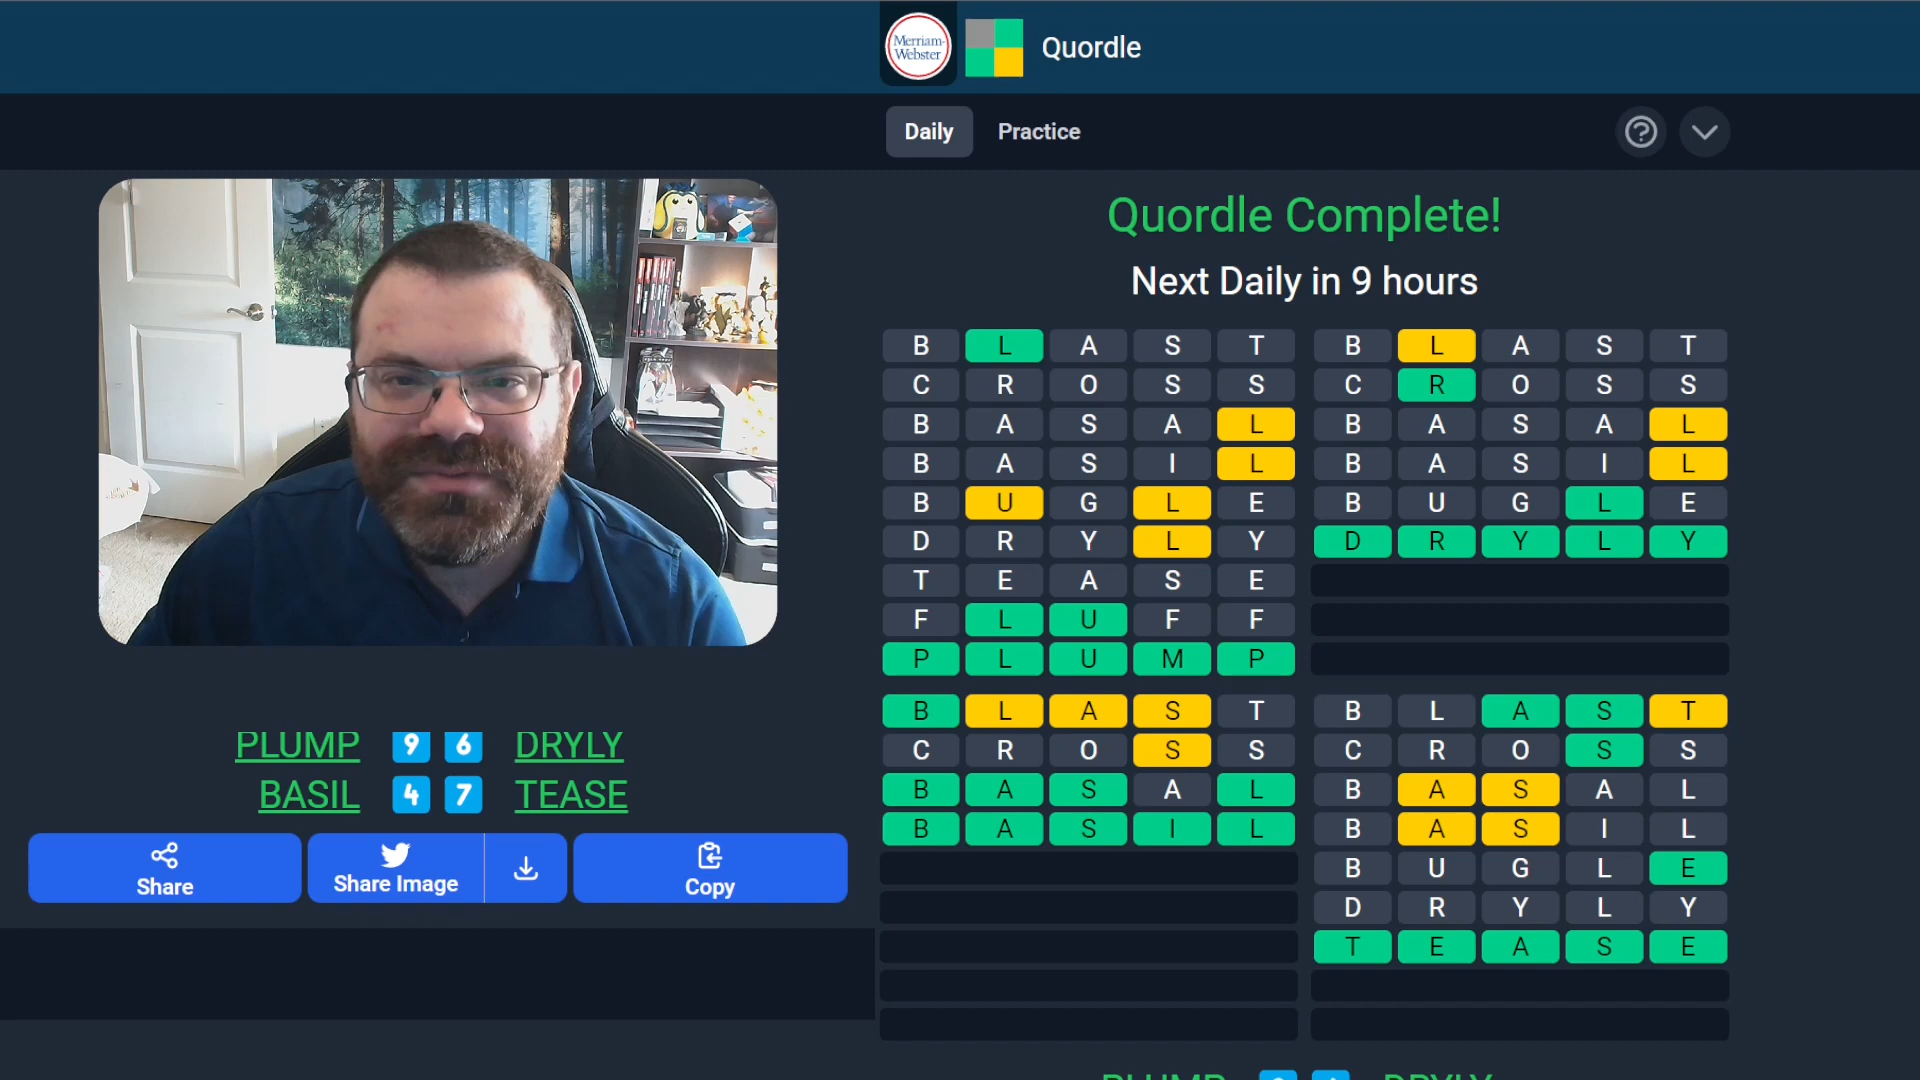 Merriam-
Webster
Quordle
Daily
Practice
Quordle Complete!
Next Daily in 9 hours
B L A S T
C R O S S
B A S A L
B A S I L
B U G L E
D R Y L Y
T E A S E
F L U F F
P L U M P
B L A S T
C R O S S
B A S A L
B A S I L
B U G L E
D R Y L Y
B L A S T
C R O S S
B A S A L
B A S I L
B L A S T
C R O S S
B A S A L
B A S I L
B U G L E
D R Y L Y
T E A S E
PLUMP 9 6 DRYLY
BASIL 4 7 TEASE
Share
Share Image
Copy